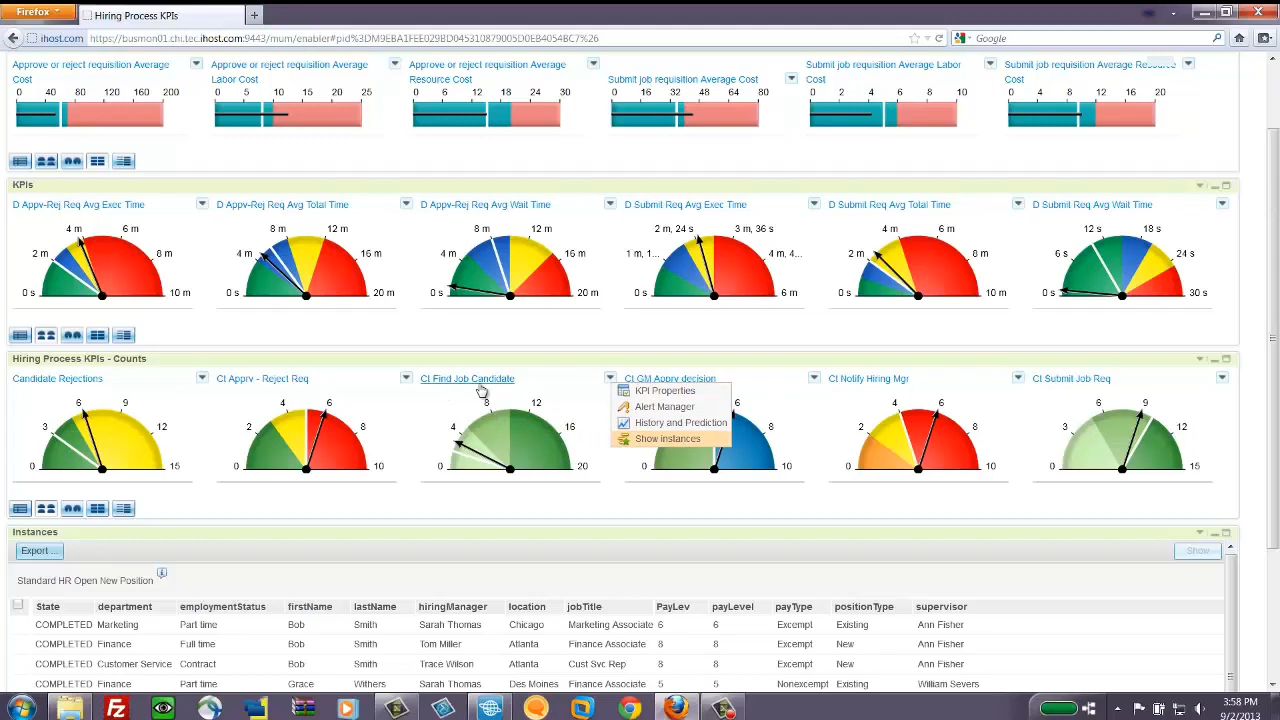 Firefox
Hiring Process KPIs
ihost.com https://busmon01.chi.tec.ihost.com:9443/mum/enabler#pid%3DM9EBA1FEE029BD045310879005D0EB4054BC7%26
Google
Approve or reject requisition Average Cost
0 40 80 120 200
Approve or reject requisition Average Labor Cost
0 5 10 15 25
Approve or reject requisition Average Resource Cost
0 6 12 18 24 30
Submit job requisition Average Cost
0 16 32 48 64 80
Submit job requisition Average Labor Cost
0 2 4 6 10
Submit job requisition Average Resource Cost
0 4 8 12 16 20
KPIs
D Appv-Rej Req Avg Exec Time
0 s 2 m 4 m 6 m 8 m 10 m
D Appv-Rej Req Avg Total Time
4 m 8 m 12 m 16 m 20 m
D Appv-Rej Req Avg Wait Time
0 s 4 m 8 m 12 m 16 m 20 m
D Submit Req Avg Exec Time
0 s 1 m, 1... 2 m, 24 s 3 m, 36 s 4 m, 4... 6 m
D Submit Req Avg Total Time
0 s 2 m 4 m 6 m 8 m 10 m
D Submit Req Avg Wait Time
0 s 6 s 12 s 18 s 24 s 30 s
Hiring Process KPIs - Counts
Candidate Rejections
0 3 6 9 15
Ct Apprv - Reject Req
0 2 4 6 8 10
Ct Find Job Candidate
0 4 8 12 20
Ct GM Apprv decision
6 8 10
Ct Notify Hiring Mgr
0 2 4 6 8 10
Ct Submit Job Req
0 3 6 9 15
KPI Properties
Alert Manager
History and Prediction
Show instances
Instances
Export ...
Show
Standard HR Open New Position
State department employmentStatus firstName lastName hiringManager location jobTitle PayLev payLevel payType positionType supervisor
COMPLETED Marketing Part time Bob Smith Sarah Thomas Chicago Marketing Associate 6 6 Excempt Existing Ann Fisher
COMPLETED Finance Full time Bob Smith Tom Miller Atlanta Finance Associate 8 8 Excempt New Ann Fisher
COMPLETED Customer Service Contract Bob Smith Trace Wilson Atlanta Cust Svc Rep 8 8 Excempt New Ann Fisher
COMPLETED Finance Part time Grace Withers Sarah Thomas Des Moines Finance Associate 5 5 Nonexcempt Existing William Severs
3:58 PM
9/2/2013